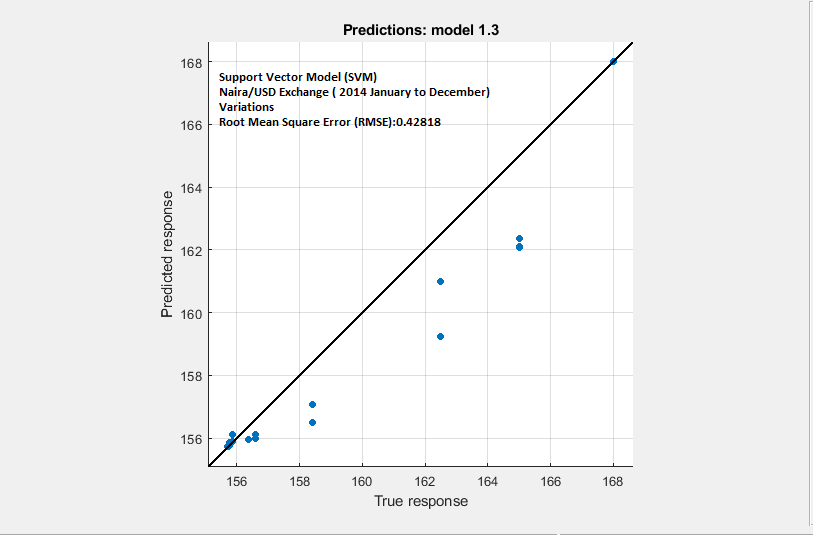 Predictions: model 1.3
Support Vector Model (SVM)
Naira/USD Exchange ( 2014 January to December)
Variations
Root Mean Square Error (RMSE):0.42818
Predicted response
168
166
164
162
160
158
156
156 158 160 162 164 166 168
True response